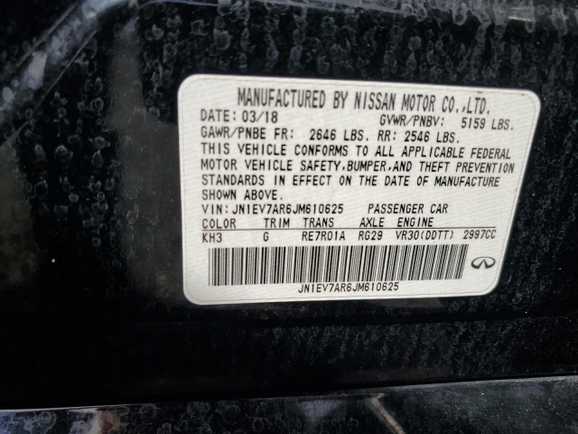 MANUFACTURED BY NISSAN MOTOR CO.,LTD.
DATE: 03/18 GVWR/PNBV: 5159 LBS.
GAWR/PNBE FR: 2646 LBS. RR: 2546 LBS.
THIS VEHICLE CONFORMS TO ALL APPLICABLE FEDERAL
MOTOR VEHICLE SAFETY,BUMPER,AND THEFT PREVENTION
STANDARDS IN EFFECT ON THE DATE OF MANUFACTURE
SHOWN ABOVE.
VIN: JN1EV7AR6JM610625 PASSENGER CAR
COLOR TRIM TRANS AXLE ENGINE
KH3 G RE7R01A RG29 VR30(DDTT) 2997CC
JN1EV7AR6JM610625